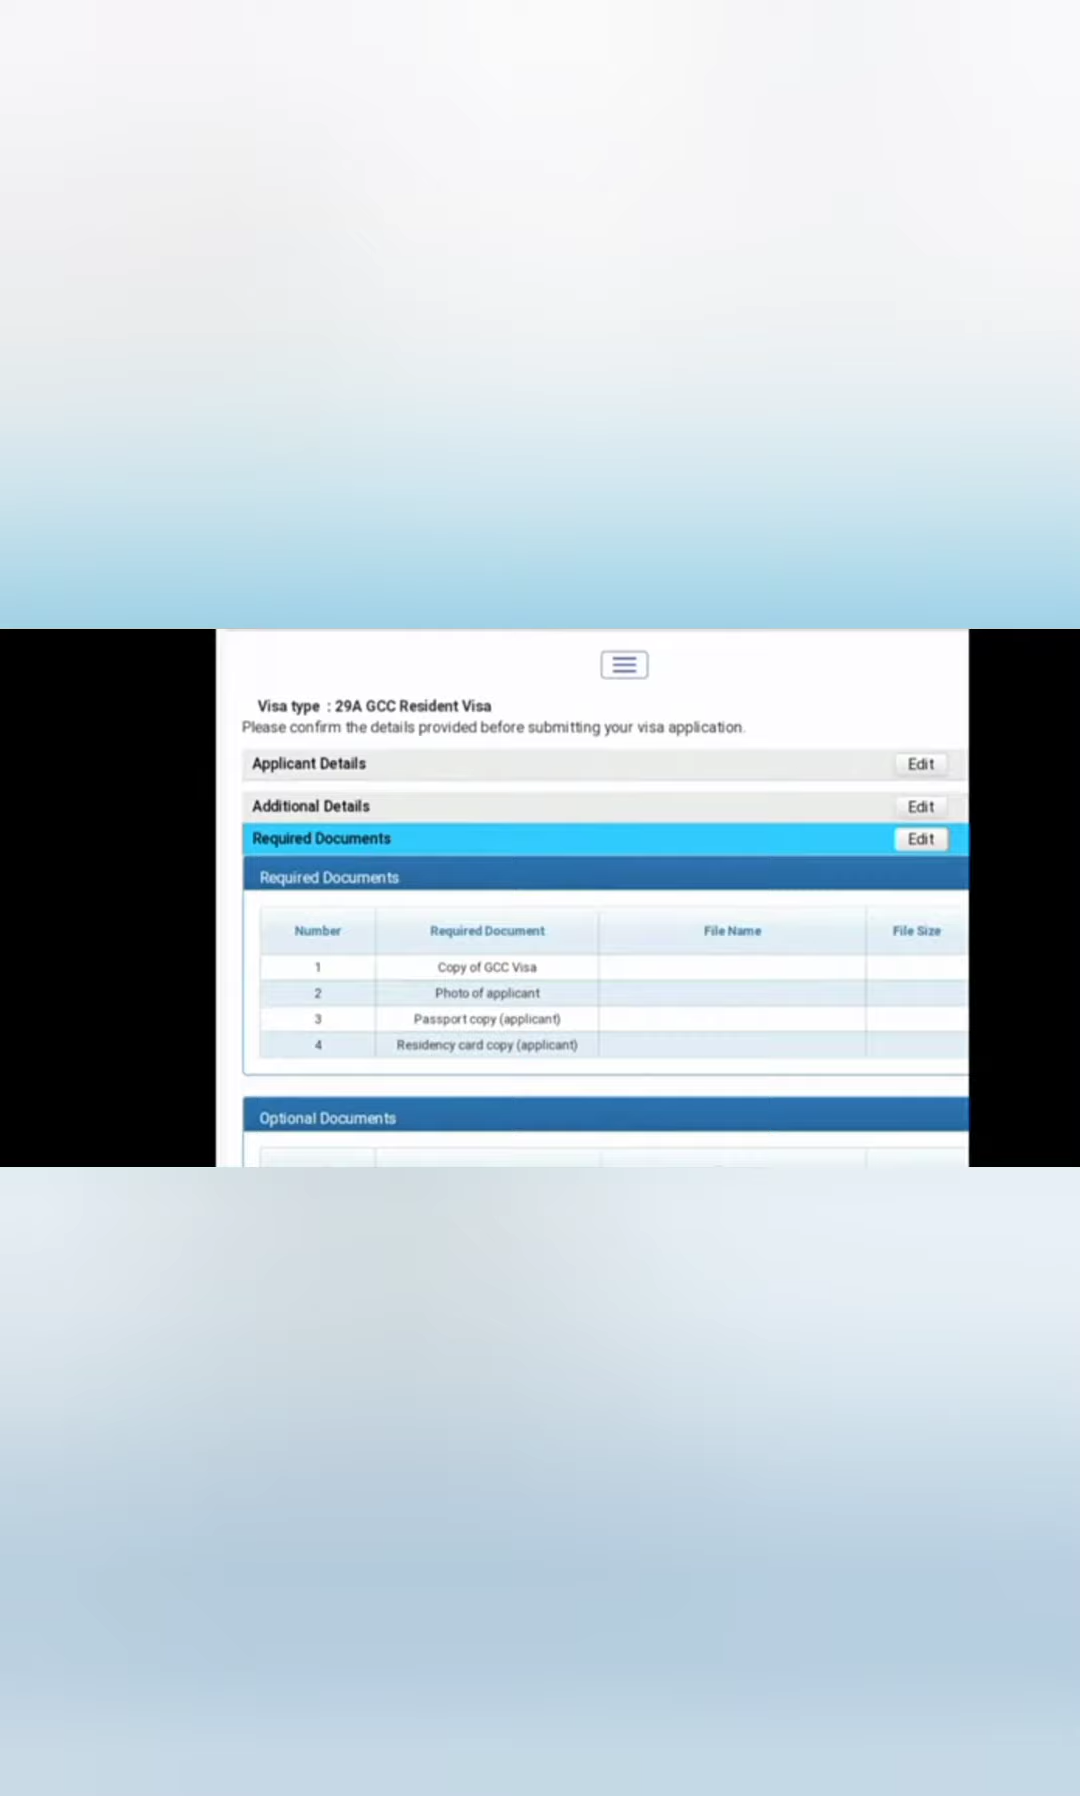 Visa type : 29A GCC Resident Visa
Please confirm the details provided before submitting your visa application.
Applicant Details Edit
Additional Details Edit
Required Documents Edit
Required Documents
Number Required Document File Name File Size
1 Copy of GCC Visa
2 Photo of applicant
3 Passport copy (applicant)
4 Residency card copy (applicant)
Optional Documents